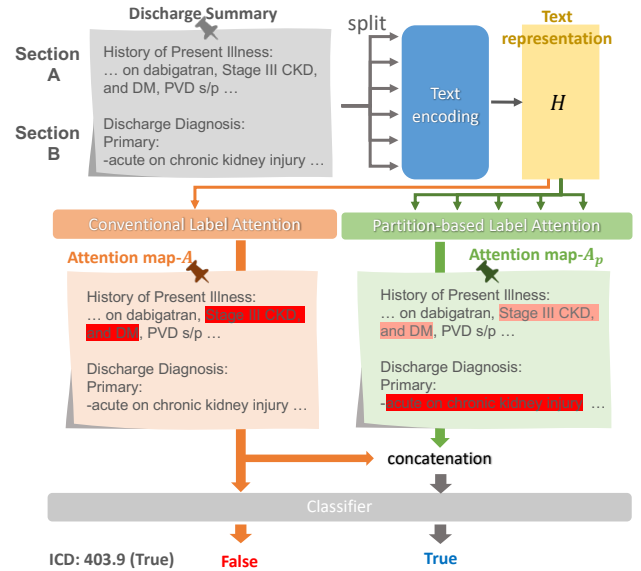 Discharge Summary
Section
A
History of Present Illness:
… on dabigatran, Stage III CKD,
and DM, PVD s/p …
Section
B
Discharge Diagnosis:
Primary:
-acute on chronic kidney injury …
split
Text
encoding
Text
representation
H
Conventional Label Attention
Partition-based Label Attention
Attention map-A
History of Present Illness:
… on dabigatran, Stage III CKD,
and DM, PVD s/p …
Discharge Diagnosis:
Primary:
-acute on chronic kidney injury …
Attention map-Aₚ
History of Present Illness:
… on dabigatran, Stage III CKD,
and DM, PVD s/p …
Discharge Diagnosis:
Primary:
-acute on chronic kidney injury …
concatenation
Classifier
ICD: 403.9 (True)
False
True